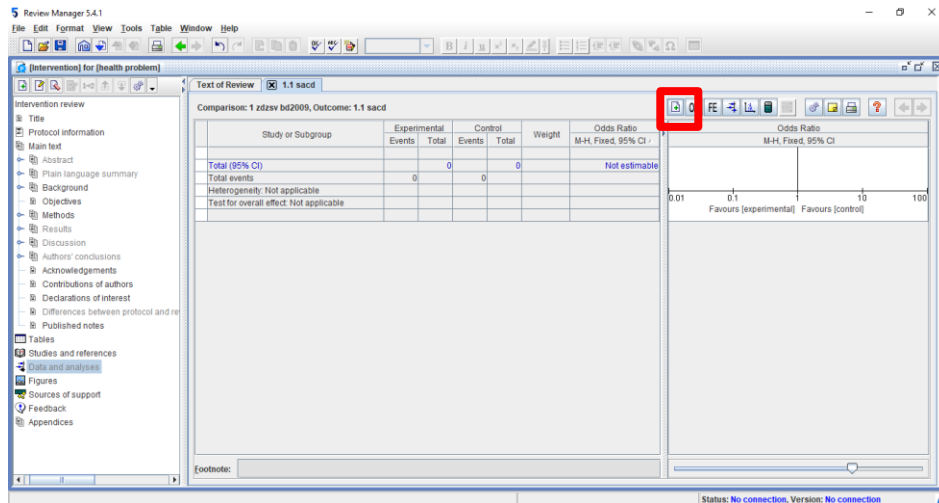 5 Review Manager 5.4.1
File Edit Format View Tools Table Window Help
[Intervention] for [health problem]
Intervention review
Title
Protocol information
Main text
Abstract
Plain language summary
Background
Objectives
Methods
Results
Discussion
Authors' conclusions
Acknowledgements
Contributions of authors
Declarations of interest
Differences between protocol and re
Published notes
Tables
Studies and references
Data and analyses
Figures
Sources of support
Feedback
Appendices
Text of Review 1.1 sacd
Comparison: 1 zdzsv bd2009, Outcome: 1.1 sacd
FE
Study or Subgroup Experimental Control Weight Odds Ratio
Events Total Events Total M-H, Fixed, 95% CI
Total (95% CI) 0 0 Not estimable
Total events 0 0
Heterogeneity: Not applicable
Test for overall effect: Not applicable
Odds Ratio
M-H, Fixed, 95% CI
0.01 0.1 1 10 100
Favours [experimental] Favours [control]
Footnote:
Status: No connection, Version: No connection